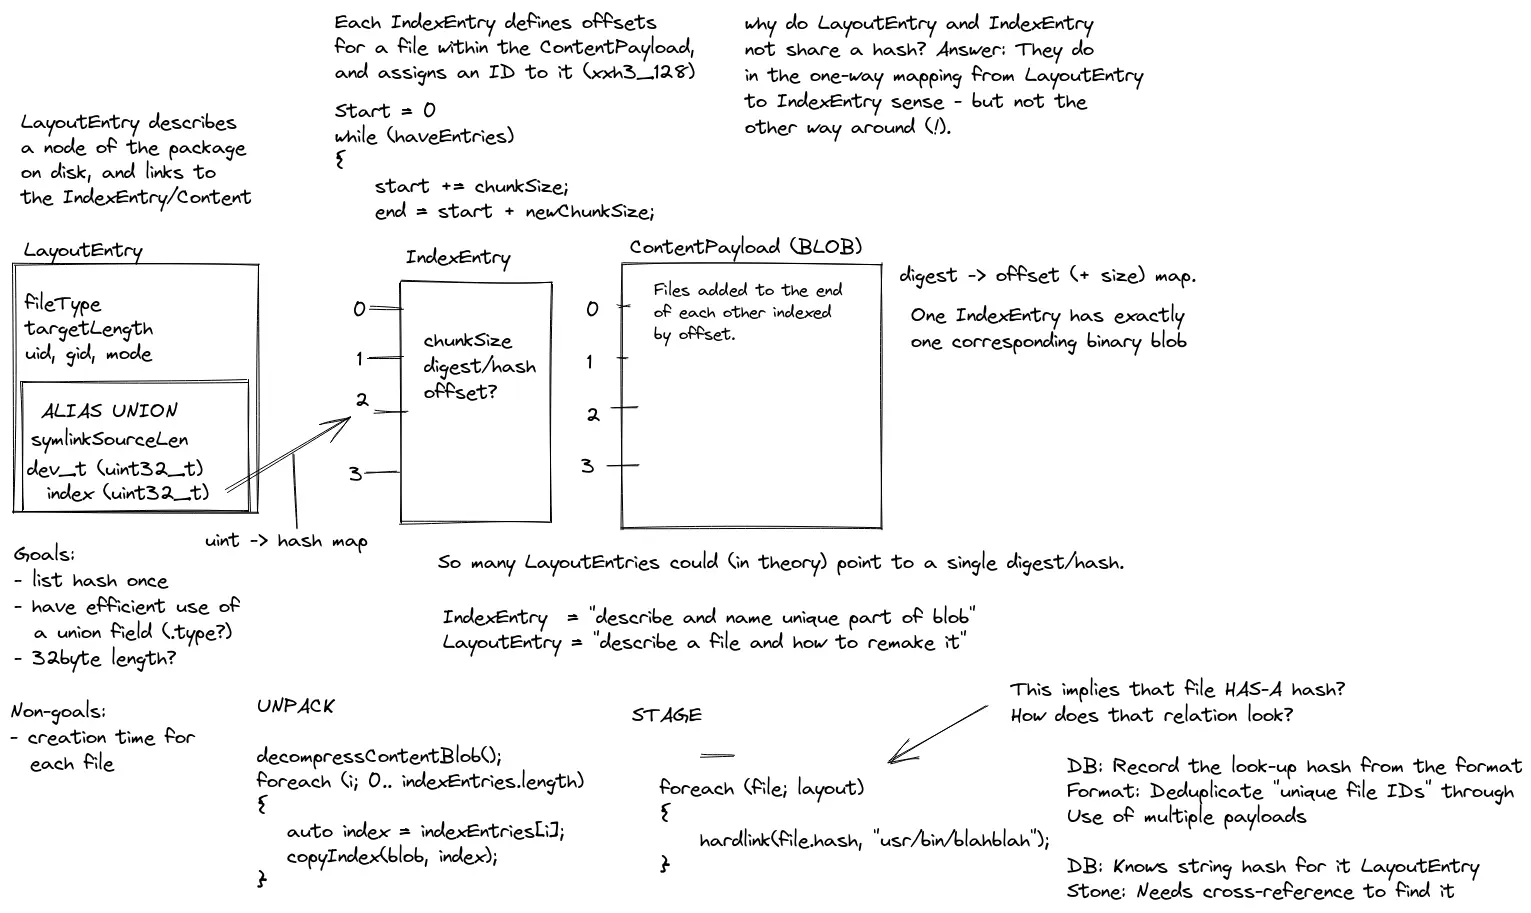 Each IndexEntry defines offsets
for a file within the ContentPayload,
and assigns an ID to it (xxh3_128)
Start = 0
while (haveEntries)
{
start += chunkSize;
end = start + newChunkSize;
why do LayoutEntry and IndexEntry
not share a hash? Answer: They do
in the one-way mapping from LayoutEntry
to IndexEntry sense - but not the
other way around (!).
LayoutEntry describes
a node of the package
on disk, and links to
the IndexEntry/Content
LayoutEntry
fileType
targetLength
uid, gid, mode
ALIAS UNION
symlinkSourceLen
dev_t (uint32_t)
index (uint32_t)
uint -> hash map
IndexEntry
0
1
2
3
chunkSize
digest/hash
offset?
ContentPayload (BLOB)
0
1
2
3
Files added to the end
of each other indexed
by offset.
digest -> offset (+ size) map.
One IndexEntry has exactly
one corresponding binary blob
Goals:
- list hash once
- have efficient use of
a union field (.type?)
- 32byte length?
Non-goals:
- creation time for
each file
So many LayoutEntries could (in theory) point to a single digest/hash.
IndexEntry = "describe and name unique part of blob"
LayoutEntry = "describe a file and how to remake it"
UNPACK
decompressContentBlob();
foreach (i; 0.. indexEntries.length)
{
auto index = indexEntries[i];
copyIndex(blob, index);
}
STAGE
foreach (file; layout)
{
hardlink(file.hash, "usr/bin/blahblah");
}
This implies that file HAS-A hash?
How does that relation look?
DB: Record the look-up hash from the format
Format: Deduplicate "unique file IDs" through
Use of multiple payloads
DB: Knows string hash for it LayoutEntry
Stone: Needs cross-reference to find it